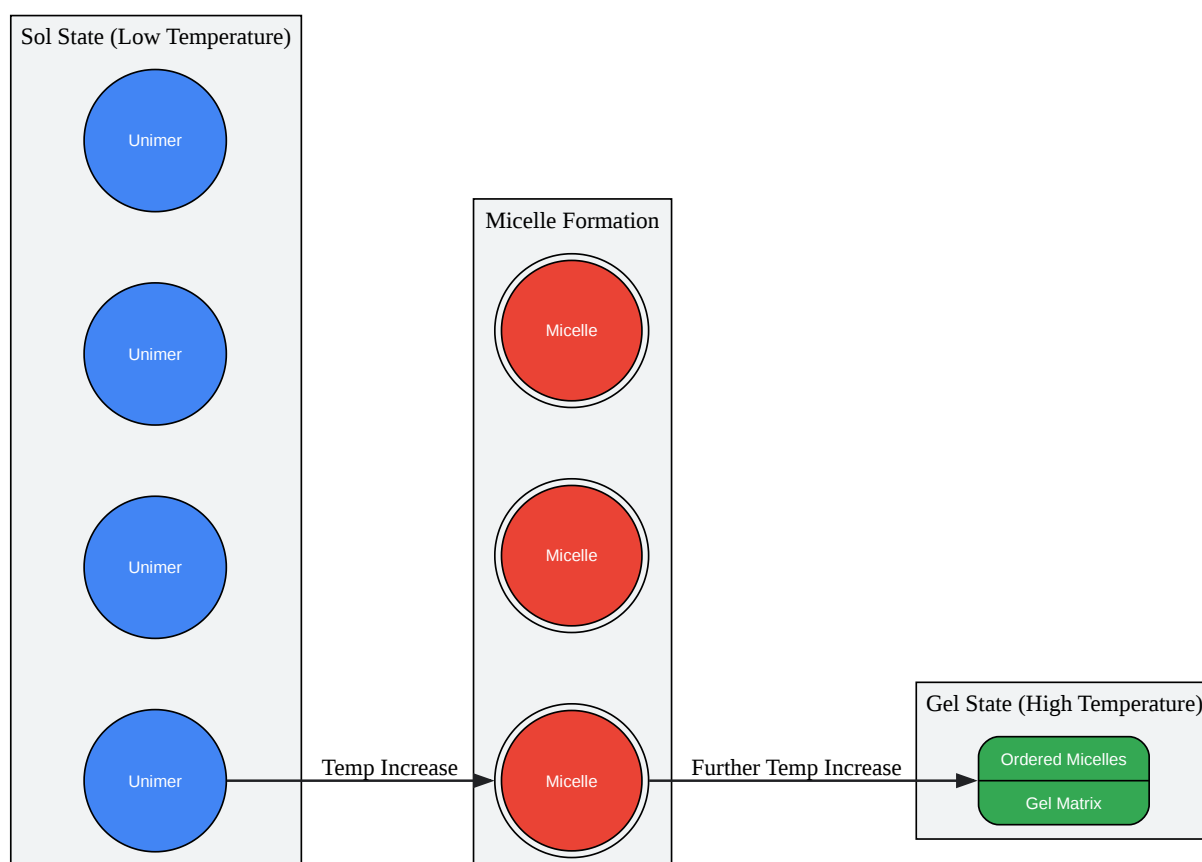 Sol State (Low Temperature)
Unimer
Unimer
Unimer
Unimer
Temp Increase
Micelle Formation
Micelle
Micelle
Micelle
Further Temp Increase
Gel State (High Temperature)
Ordered Micelles
Gel Matrix